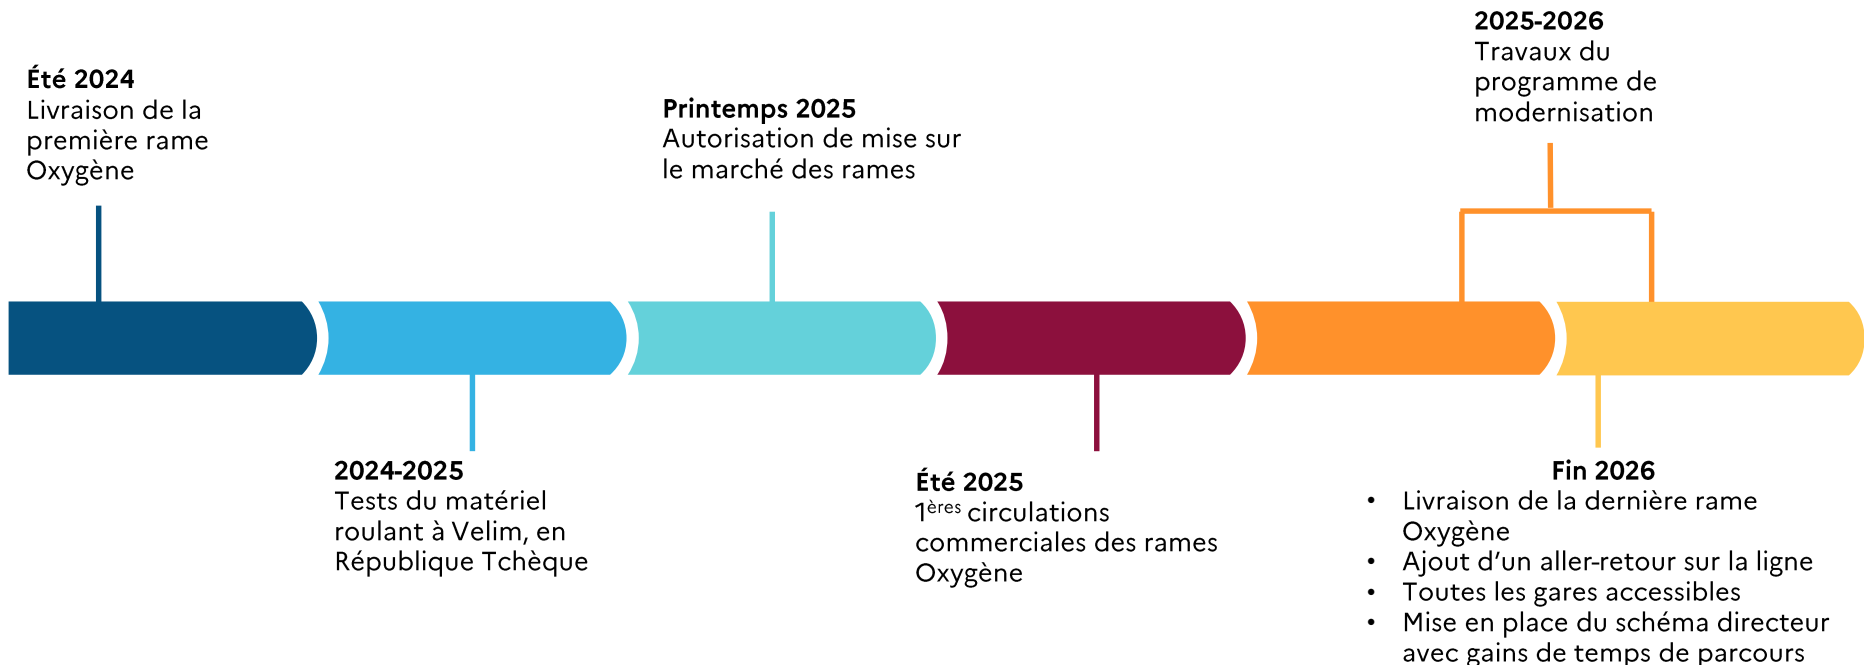 Été 2024
Livraison de la
première rame
Oxygène
2024-2025
Tests du matériel
roulant à Velim, en
République Tchèque
Printemps 2025
Autorisation de mise sur
le marché des rames
Été 2025
1ères circulations
commerciales des rames
Oxygène
2025-2026
Travaux du
programme de
modernisation
Fin 2026
• Livraison de la dernière rame
Oxygène
• Ajout d’un aller-retour sur la ligne
• Toutes les gares accessibles
• Mise en place du schéma directeur
avec gains de temps de parcours